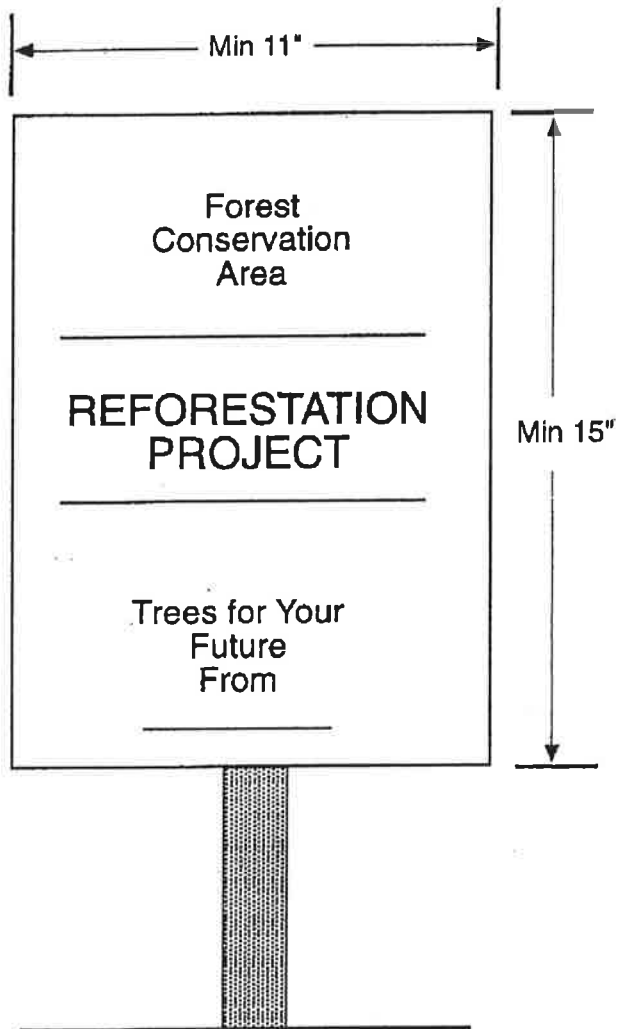 Min 11"
Forest
Conservation
Area
REFORESTATION
PROJECT
Min 15"
Trees for Your
Future
From